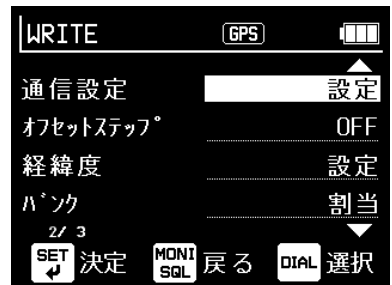 WRITE GPS
通信設定 設定
ｵﾌｾｯﾄｽﾃｯﾌﾟ OFF
経緯度 設定
ﾊﾞﾝｸ 割当
2/ 3
SET 決定 MONI SQL 戻る DIAL 選択